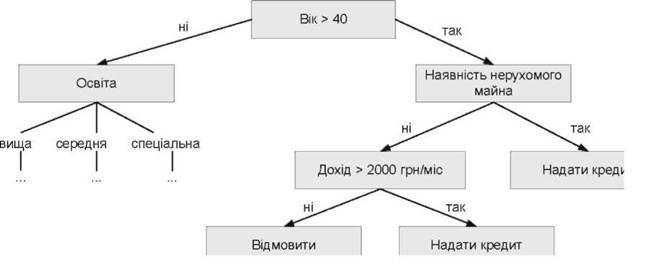 Вік > 40
ні
так
Освіта
Наявність нерухомого
майна
вища
середня
спеціальна
...
...
...
ні
так
Дохід > 2000 грн/міс
Надати креди
ні
так
Відмовити
Надати кредит